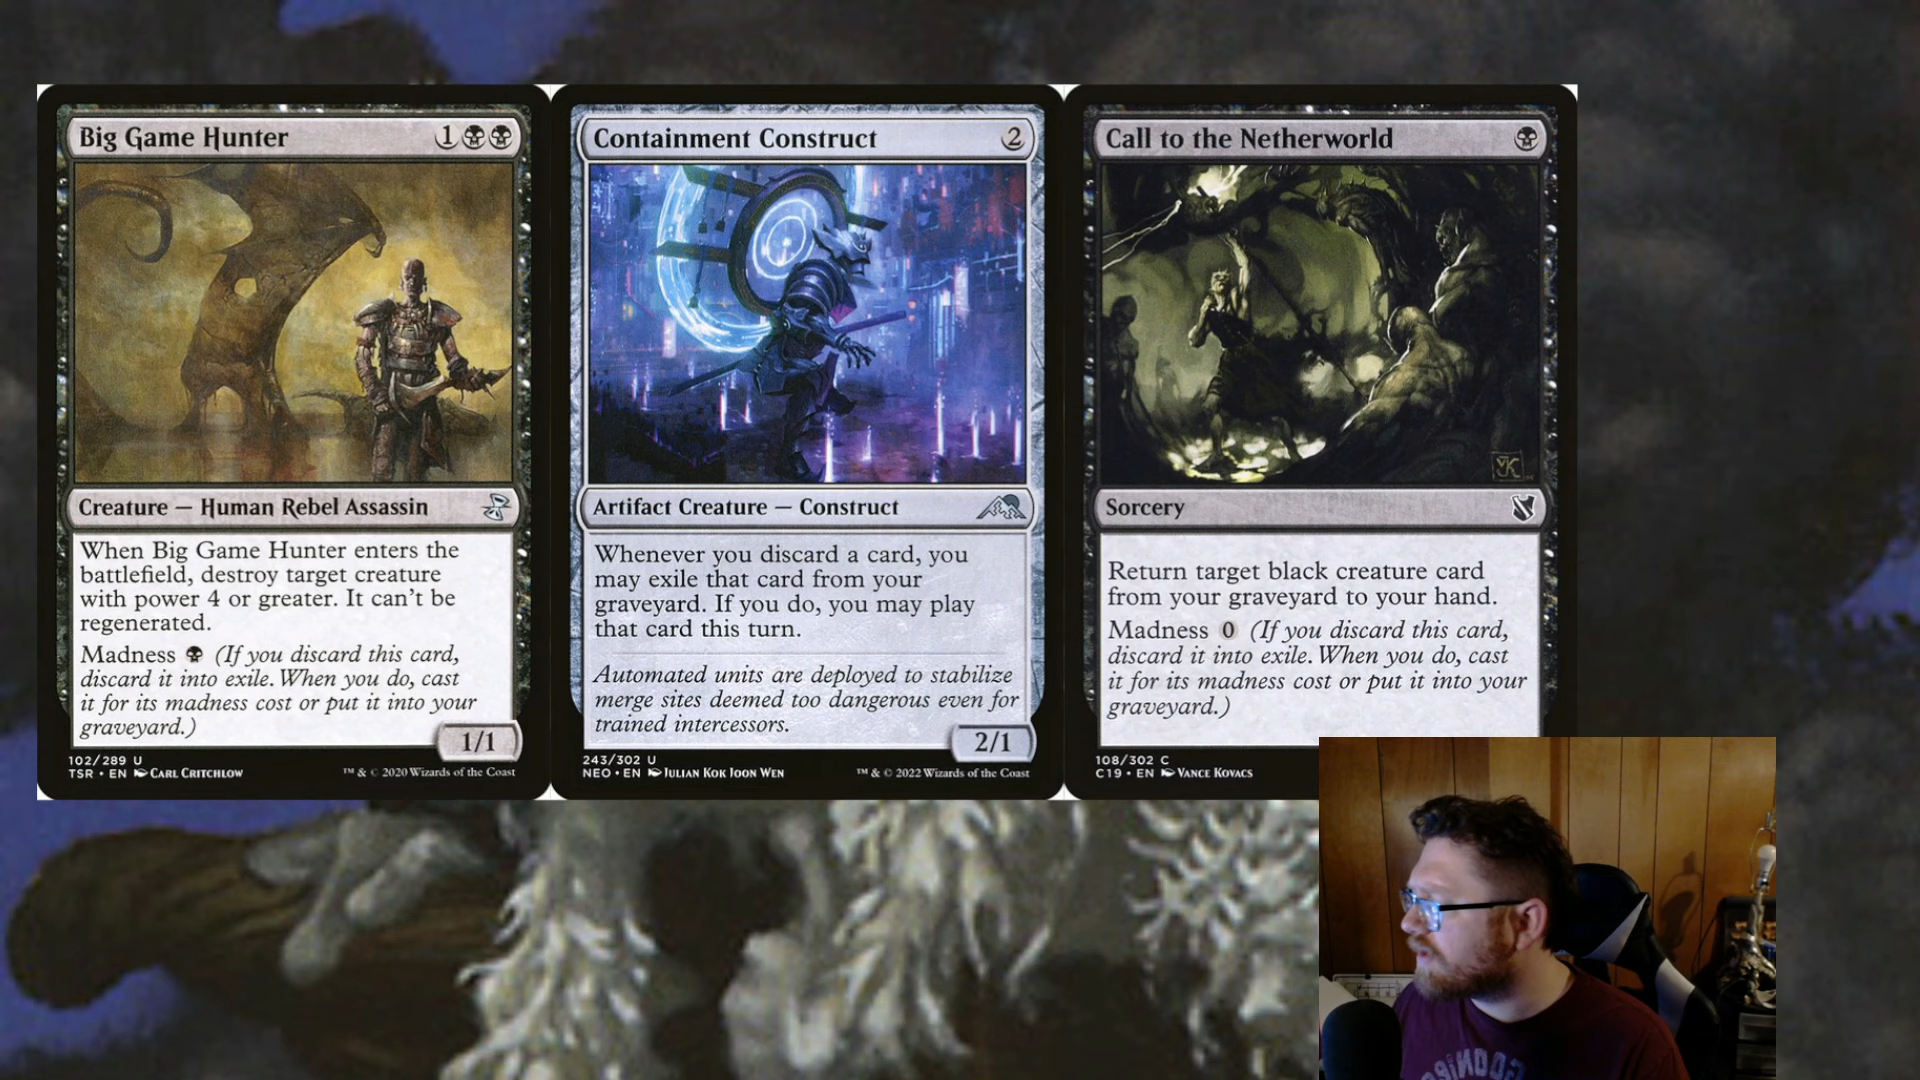 Big Game Hunter
1
Creature — Human Rebel Assassin
When Big Game Hunter enters the
battlefield, destroy target creature
with power 4 or greater. It can't be
regenerated.
Madness (If you discard this card,
discard it into exile. When you do, cast
it for its madness cost or put it into your
graveyard.)
1/1
102/289 U
TSR • EN CARL CRITCHLOW
™ & © 2020 Wizards of the Coast
Containment Construct
2
Artifact Creature — Construct
Whenever you discard a card, you
may exile that card from your
graveyard. If you do, you may play
that card this turn.
Automated units are deployed to stabilize
merge sites deemed too dangerous even for
trained intercessors.
2/1
243/302 U
NEO • EN JULIAN KOK JOON WEN
™ & © 2022 Wizards of the Coast
Call to the Netherworld
VK
Sorcery
Return target black creature card
from your graveyard to your hand.
Madness 0 (If you discard this card,
discard it into exile. When you do, cast
it for its madness cost or put it into your
graveyard.)
108/302 C
C19 • EN VANCE KOVACS